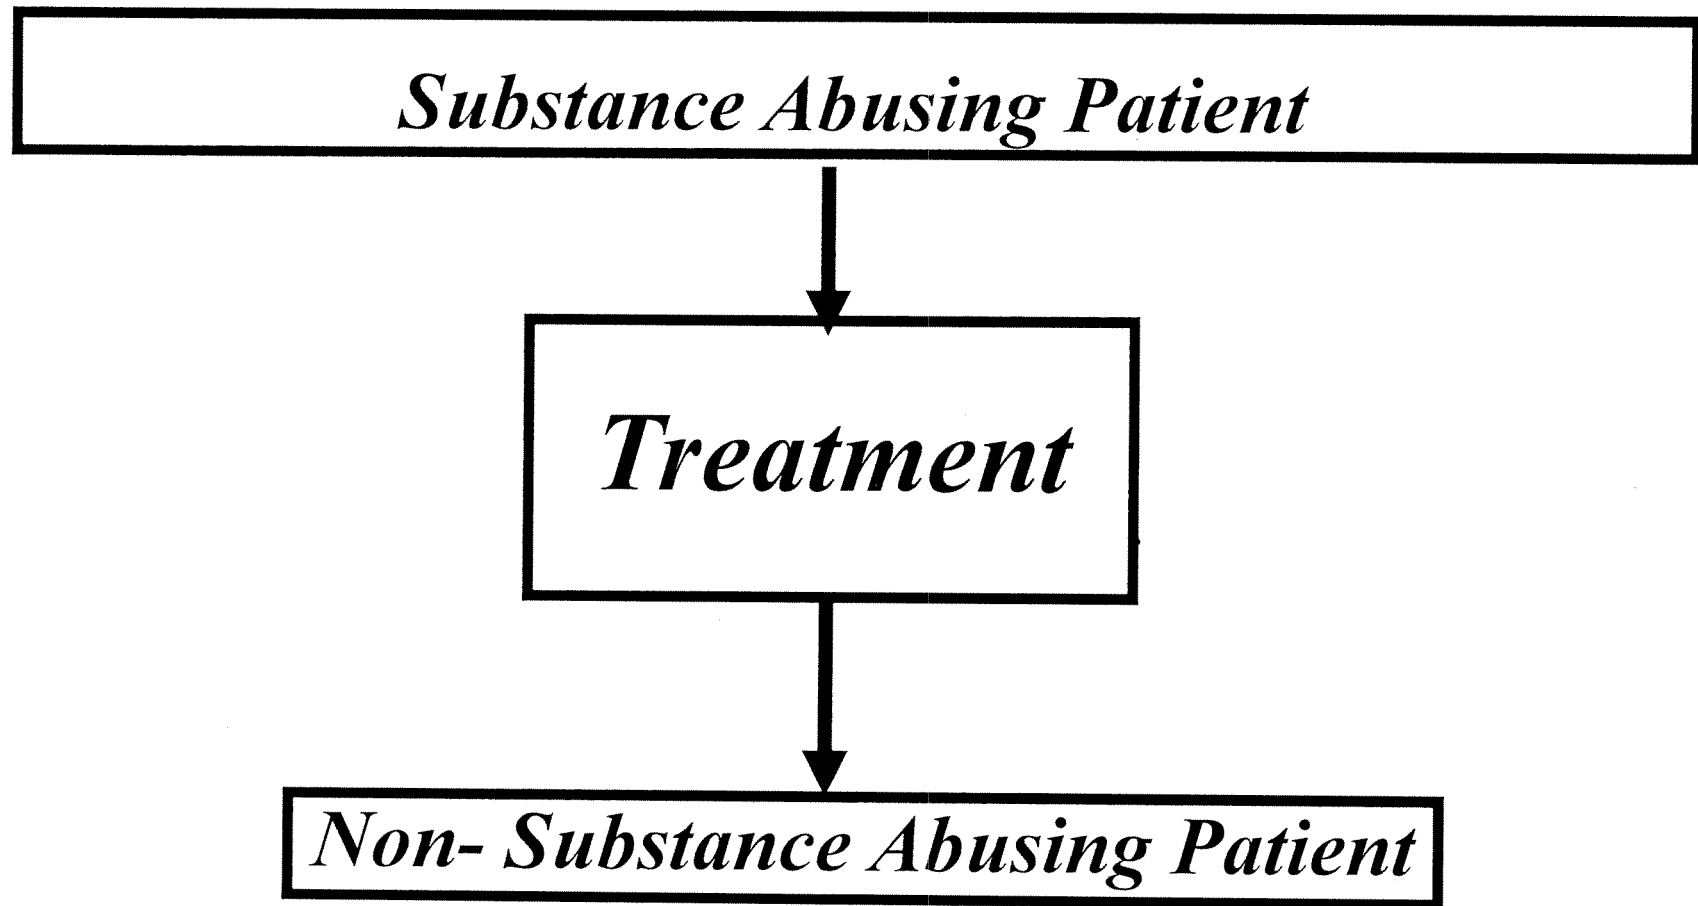 Substance Abusing Patient
Treatment
Non- Substance Abusing Patient